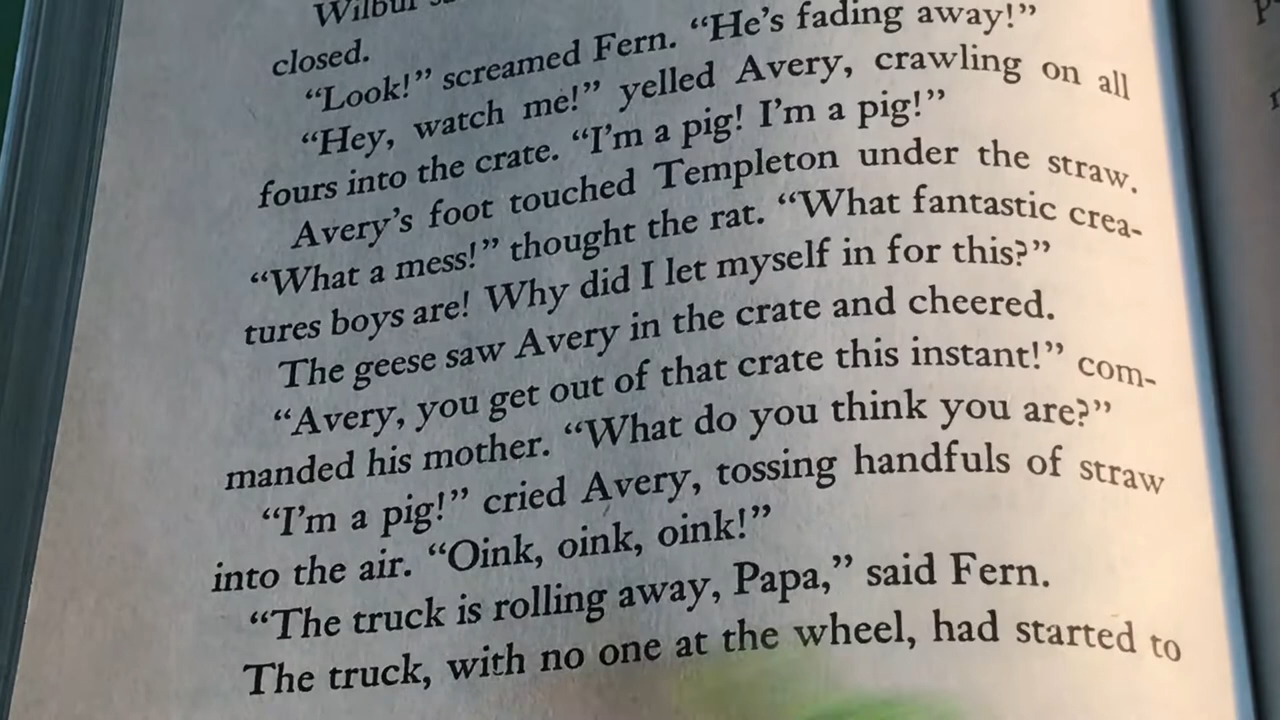 Wilbur
closed.
“Look!” screamed Fern. “He’s fading away!”
“Hey, watch me!” yelled Avery, crawling on all
fours into the crate. “I’m a pig! I’m a pig!”
Avery’s foot touched Templeton under the straw.
“What a mess!” thought the rat. “What fantastic crea-
tures boys are! Why did I let myself in for this?”
The geese saw Avery in the crate and cheered.
“Avery, you get out of that crate this instant!” com-
manded his mother. “What do you think you are?”
“I’m a pig!” cried Avery, tossing handfuls of straw
into the air. “Oink, oink, oink!”
“The truck is rolling away, Papa,” said Fern.
The truck, with no one at the wheel, had started to